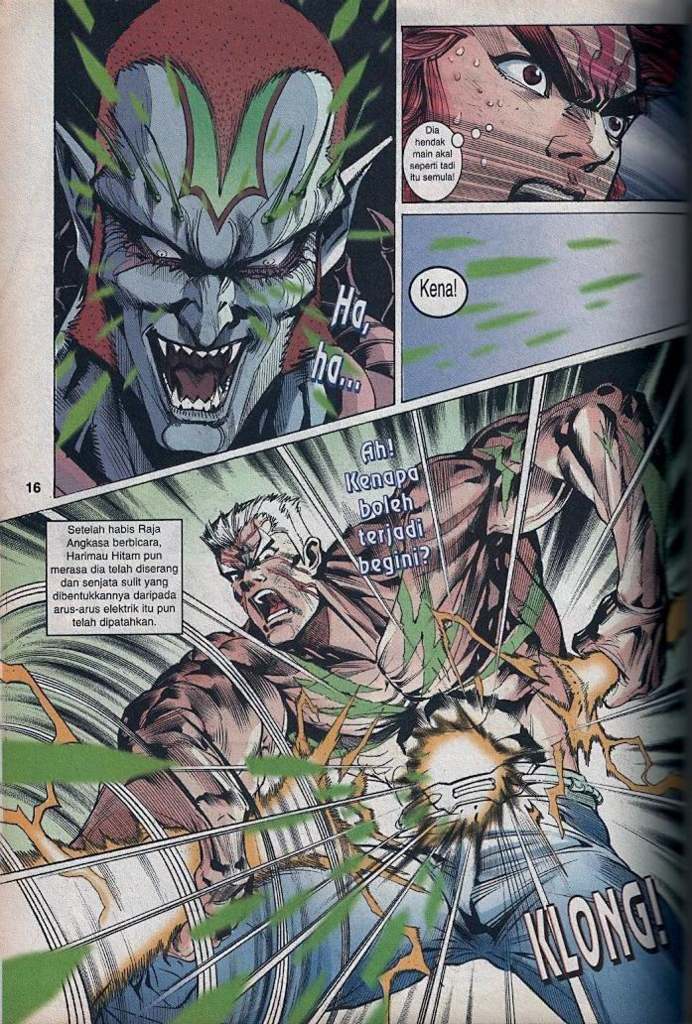 Ha,
ha...
Dia
hendak
main akal
seperti tadi
itu semula!
Kena!
16
Setelah habis Raja
Angkasa berbicara,
Harimau Hitam pun
merasa dia telah diserang
dan senjata sulit yang
dibentukkannya daripada
arus-arus elektrik itu pun
telah dipatahkan.
Ah!
Kenapa
boleh
terjadi
begini?
KLONG!